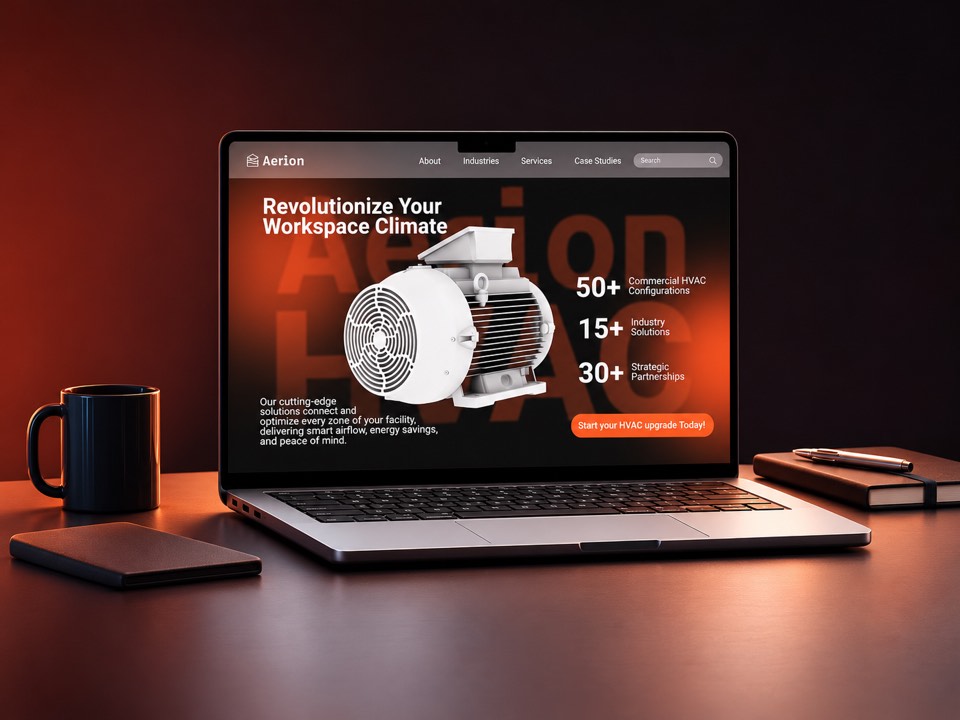 Aerion
About
Industries
Services
Case Studies
Search
Revolutionize Your
Workspace Climate
Aerion
HVAC
50+
Commercial HVAC
Configurations
15+
Industry
Solutions
30+
Strategic
Partnerships
Our cutting-edge
solutions connect and
optimize every zone of your facility,
delivering smart airflow, energy savings,
and peace of mind.
Start your HVAC upgrade Today!